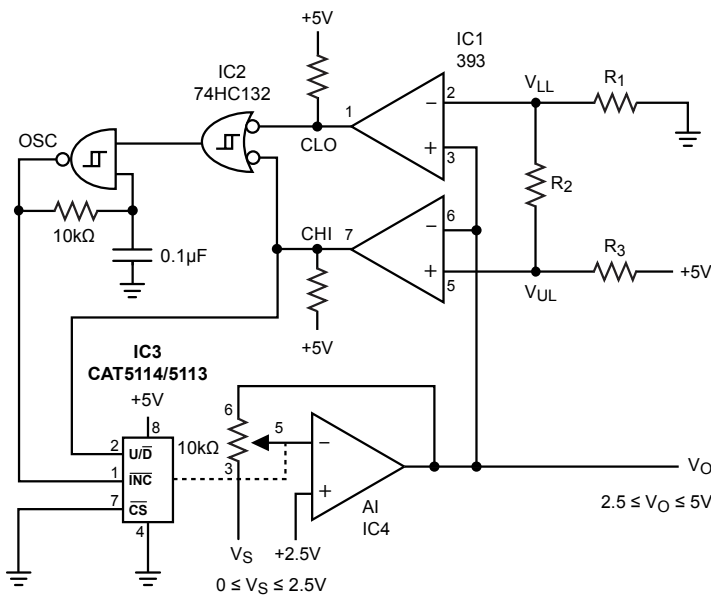 +5V
IC1
393
IC2
74HC132
V_LL
R1
2
−
1
OSC
CLO
+
3
R2
CHI
7
6
−
R3
10kΩ
0.1µF
+
5
+5V
V_UL
+5V
IC3
CAT5114/5113
+5V
8
6
5
2
U/D̅
10kΩ
−
1
I̅N̅C̅
3
V_O
7
C̅S̅
+
AI
IC4
2.5 ≤ V_O ≤ 5V
4
V_S
+2.5V
0 ≤ V_S ≤ 2.5V